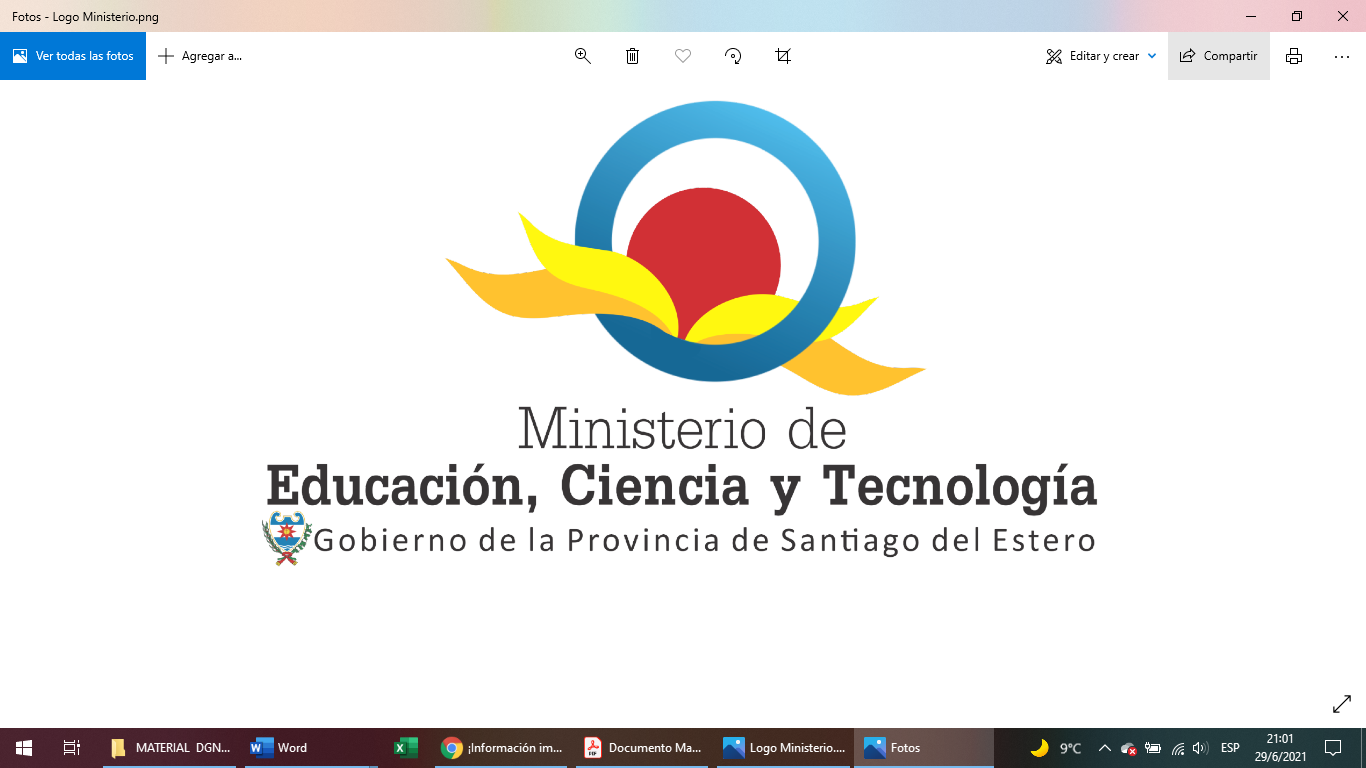 Fotos - Logo Ministerio.png
Ver todas las fotos
Agregar a...
Editar y crear
Compartir
Ministerio de
Educación, Ciencia y Tecnología
Gobierno de la Provincia de Santiago del Estero
MATERIAL DGN...
Word
¡Información im...
Documento Ma...
Logo Ministerio....
Fotos
9°C
ESP
21:01
29/6/2021